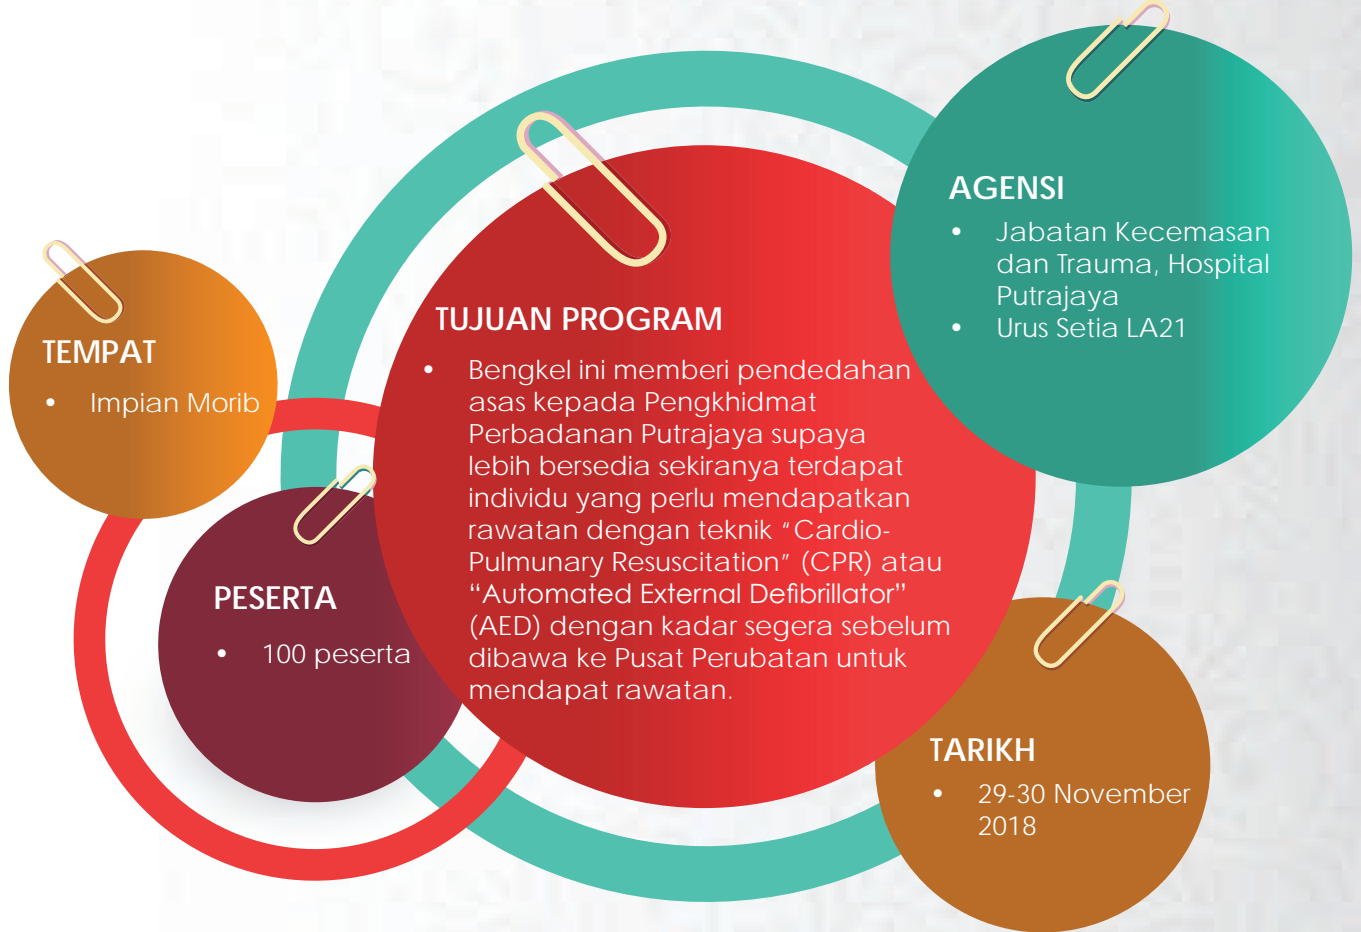 TEMPAT
• Impian Morib
PESERTA
• 100 peserta
TUJUAN PROGRAM
• Bengkel ini memberi pendedahan
asas kepada Pengkhidmat
Perbadanan Putrajaya supaya
lebih bersedia sekiranya terdapat
individu yang perlu mendapatkan
rawatan dengan teknik “Cardio-
Pulmunary Resuscitation” (CPR) atau
“Automated External Defibrillator”
(AED) dengan kadar segera sebelum
dibawa ke Pusat Perubatan untuk
mendapat rawatan.
AGENSI
• Jabatan Kecemasan
dan Trauma, Hospital
Putrajaya
• Urus Setia LA21
TARIKH
• 29-30 November
2018